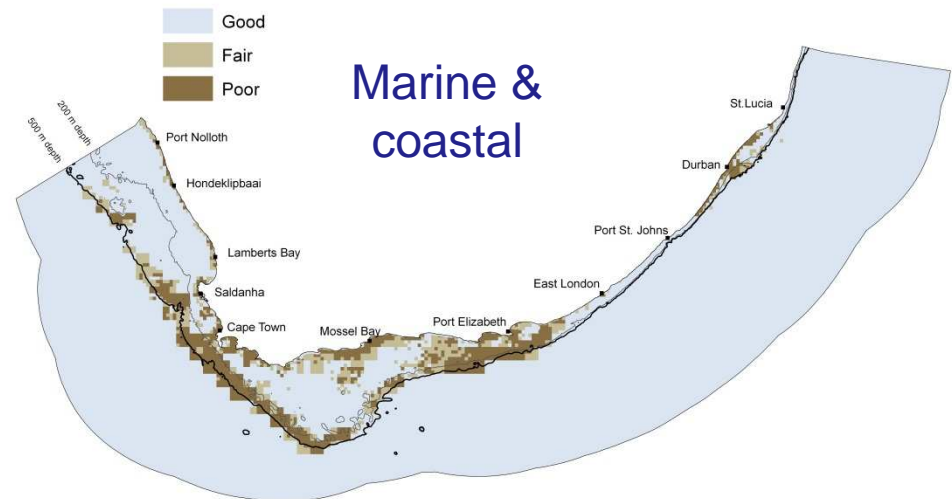 Good
Fair
Poor
Marine &
coastal
200 m depth
500 m depth
Port Nolloth
Hondeklipbaai
Lamberts Bay
Saldanha
Cape Town
Mossel Bay
Port Elizabeth
East London
Port St. Johns
Durban
St.Lucia